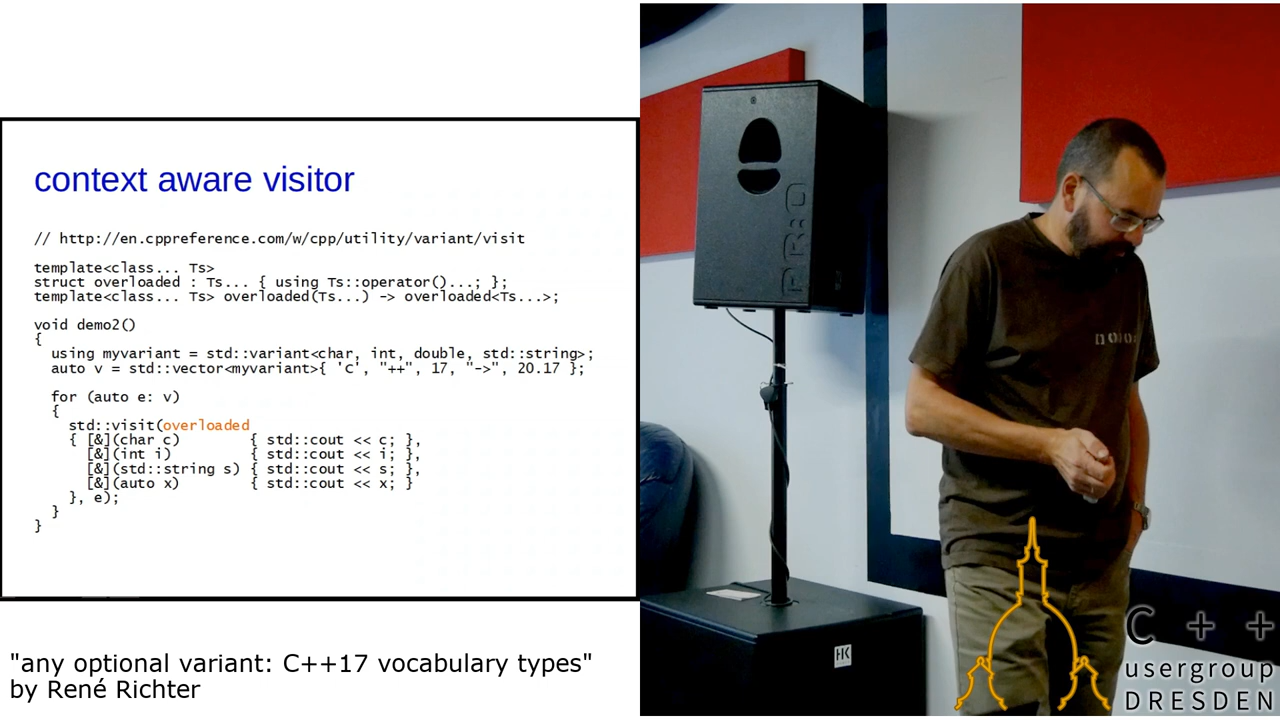 context aware visitor
// http://en.cppreference.com/w/cpp/utility/variant/visit
template<class... Ts>
struct overloaded : Ts... { using Ts::operator()...; };
template<class... Ts> overloaded(Ts...) -> overloaded<Ts...>;
void demo2()
{
using myvariant = std::variant<char, int, double, std::string>;
auto v = std::vector<myvariant>{ 'C', "++", 17, "->", 20.17 };
for (auto e: v)
{
std::visit(overloaded
{ [&](char c) { std::cout << c; },
[&](int i) { std::cout << i; },
[&](std::string s) { std::cout << s; },
[&](auto x) { std::cout << x; }
}, e);
}
}
"any optional variant: C++17 vocabulary types"
by René Richter
PR:O
HK
C + +
usergroup
DRESDEN